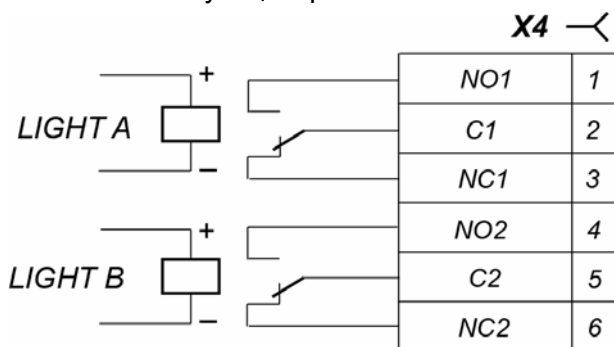 X4
+
NO1 1
LIGHT A
C1 2
−
NC1 3
+
NO2 4
LIGHT B
C2 5
−
NC2 6